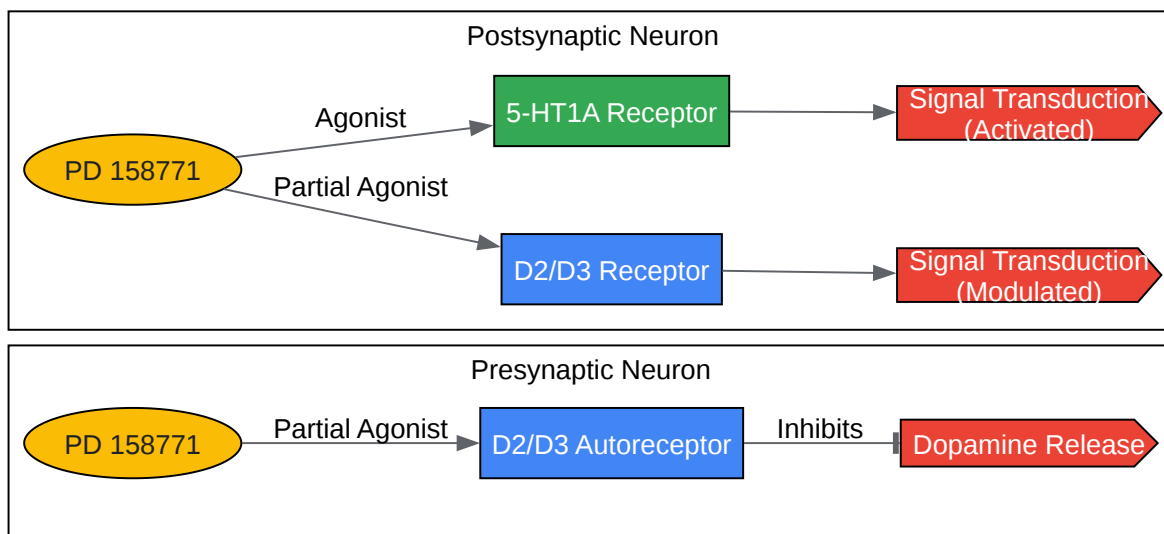 Postsynaptic Neuron
PD 158771
Agonist
Partial Agonist
5-HT1A Receptor
D2/D3 Receptor
Signal Transduction
(Activated)
Signal Transduction
(Modulated)
Presynaptic Neuron
PD 158771
Partial Agonist
D2/D3 Autoreceptor
Inhibits
Dopamine Release